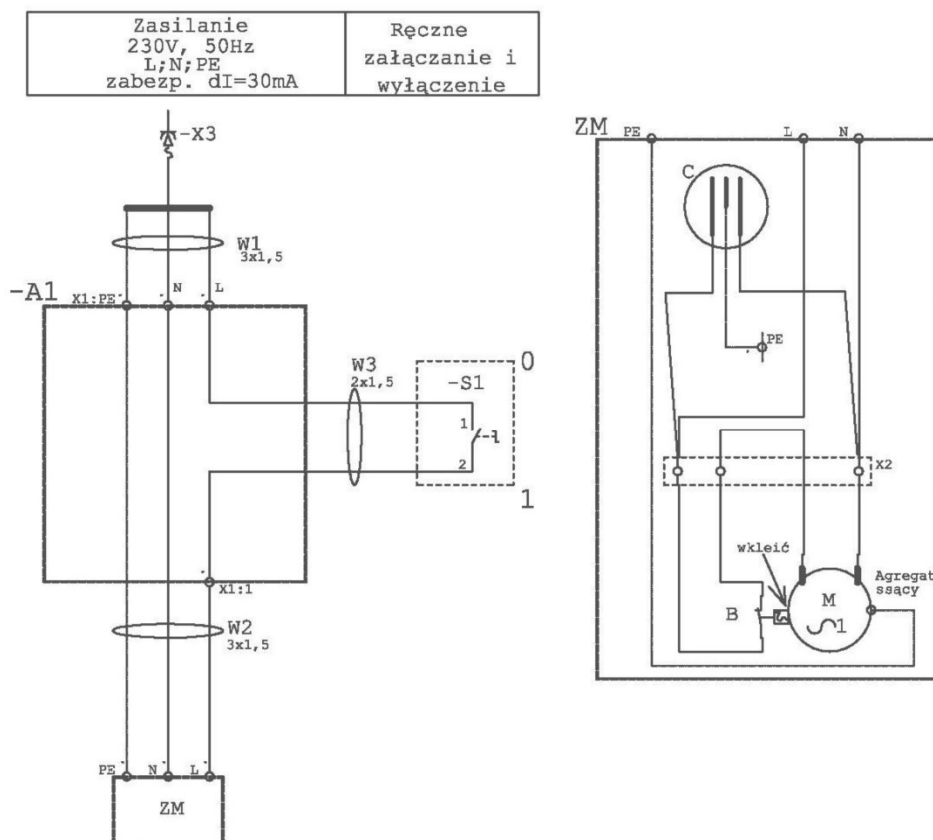 Zasilanie
230V, 50Hz
L;N;PE
zabezp. dI=30mA
Ręczne
załączanie i
wyłączenie
-X3
W1
3x1,5
-A1
X1:PE
N
L
W3
2x1,5
-S1
0
1
2
1
X1:1
W2
3x1,5
PE
N
L
ZM
ZM
PE
L
N
C
PE
X2
wkleić
B
M
1
Agregat
ssący